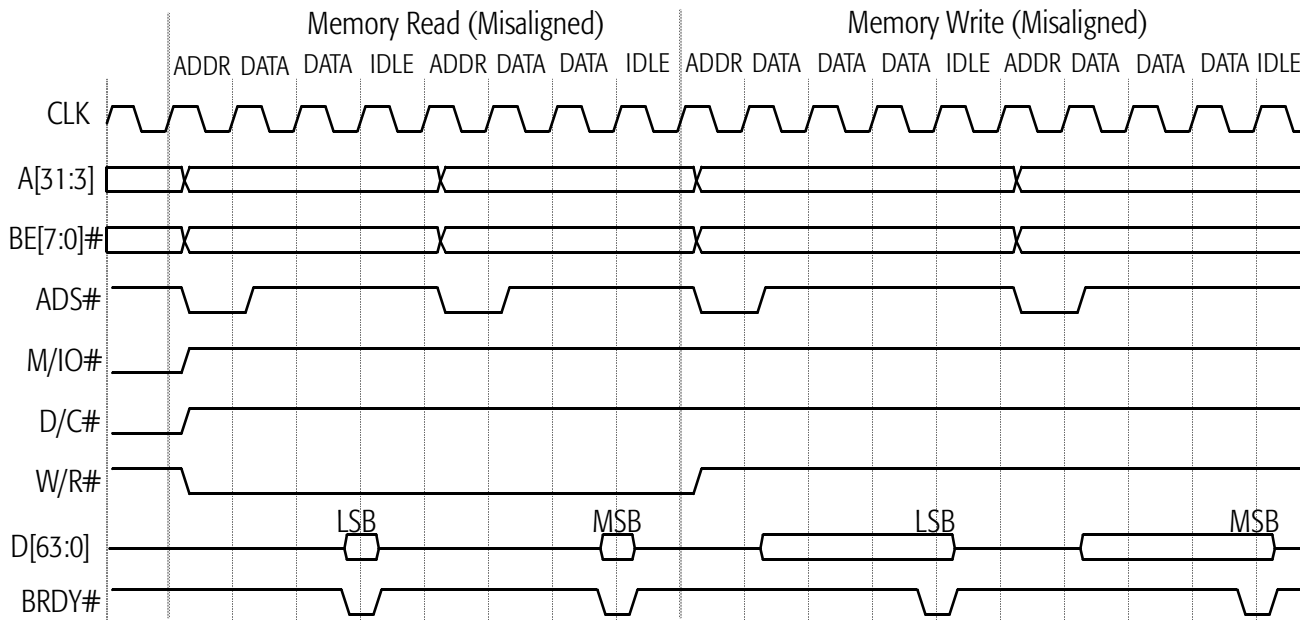 Memory Read (Misaligned) Memory Write (Misaligned)
ADDR DATA DATA IDLE ADDR DATA DATA IDLE ADDR DATA DATA DATA IDLE ADDR DATA DATA DATA IDLE
CLK
A[31:3]
BE[7:0]#
ADS#
M/IO#
D/C#
W/R#
LSB MSB LSB MSB
D[63:0]
BRDY#